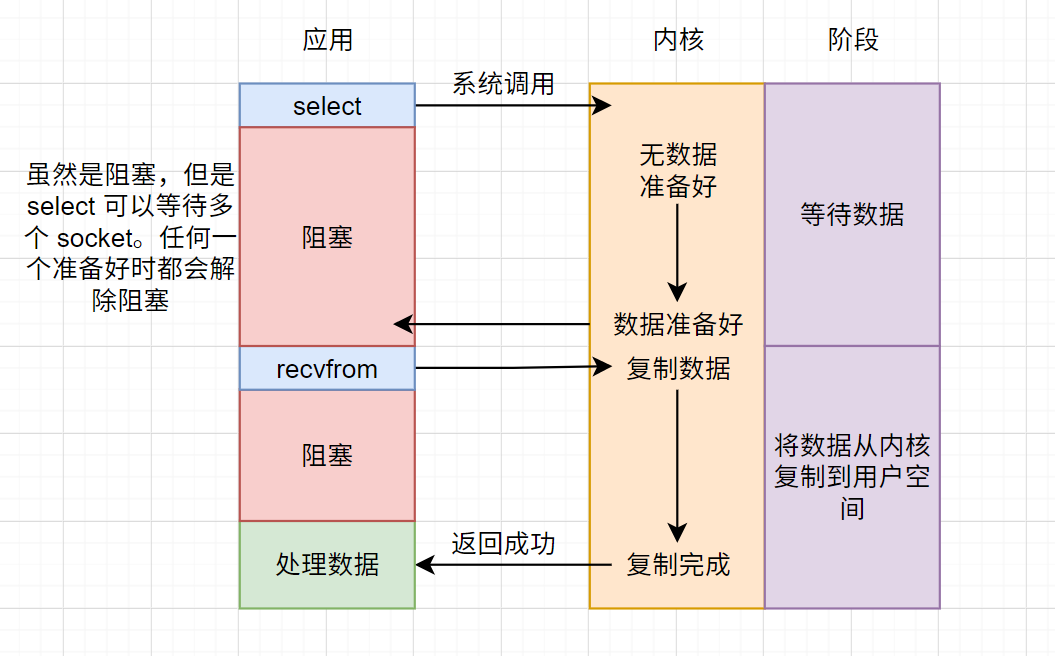 应用
内核
阶段
select
系统调用
虽然是阻塞，但是
select 可以等待多
个 socket。任何一
个准备好时都会解
除阻塞
阻塞
无数据
准备好
等待数据
数据准备好
recvfrom
复制数据
阻塞
将数据从内核
复制到用户空
间
处理数据
返回成功
复制完成